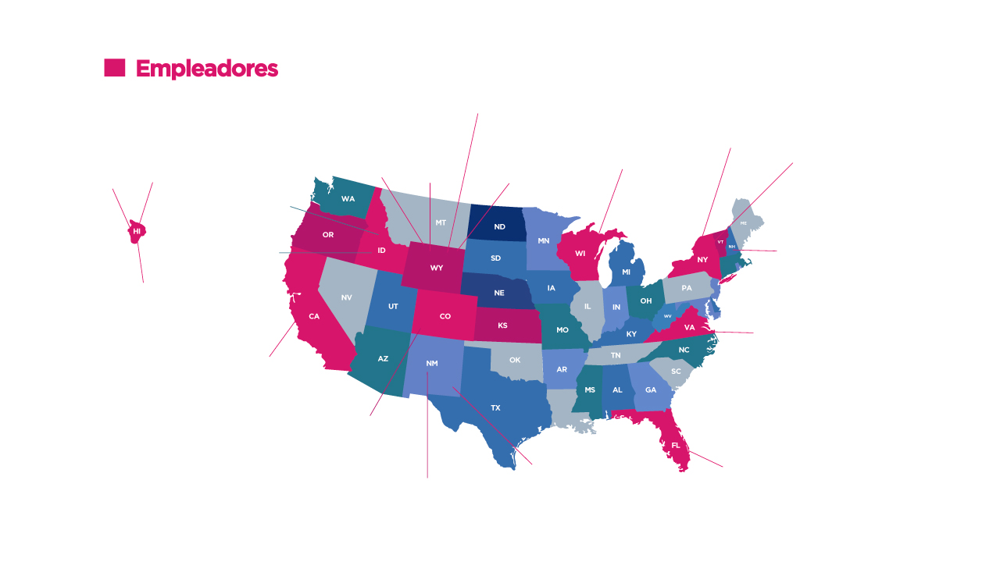 Empleadores
WA
MT
ND
MN
ME
HI
OR
ID
WY
SD
WI
MI
NY
VT
NH
NV
UT
CO
NE
IA
IL
IN
OH
PA
CA
KS
MO
KY
WV
VA
AZ
NM
OK
AR
TN
NC
SC
TX
MS
AL
GA
FL